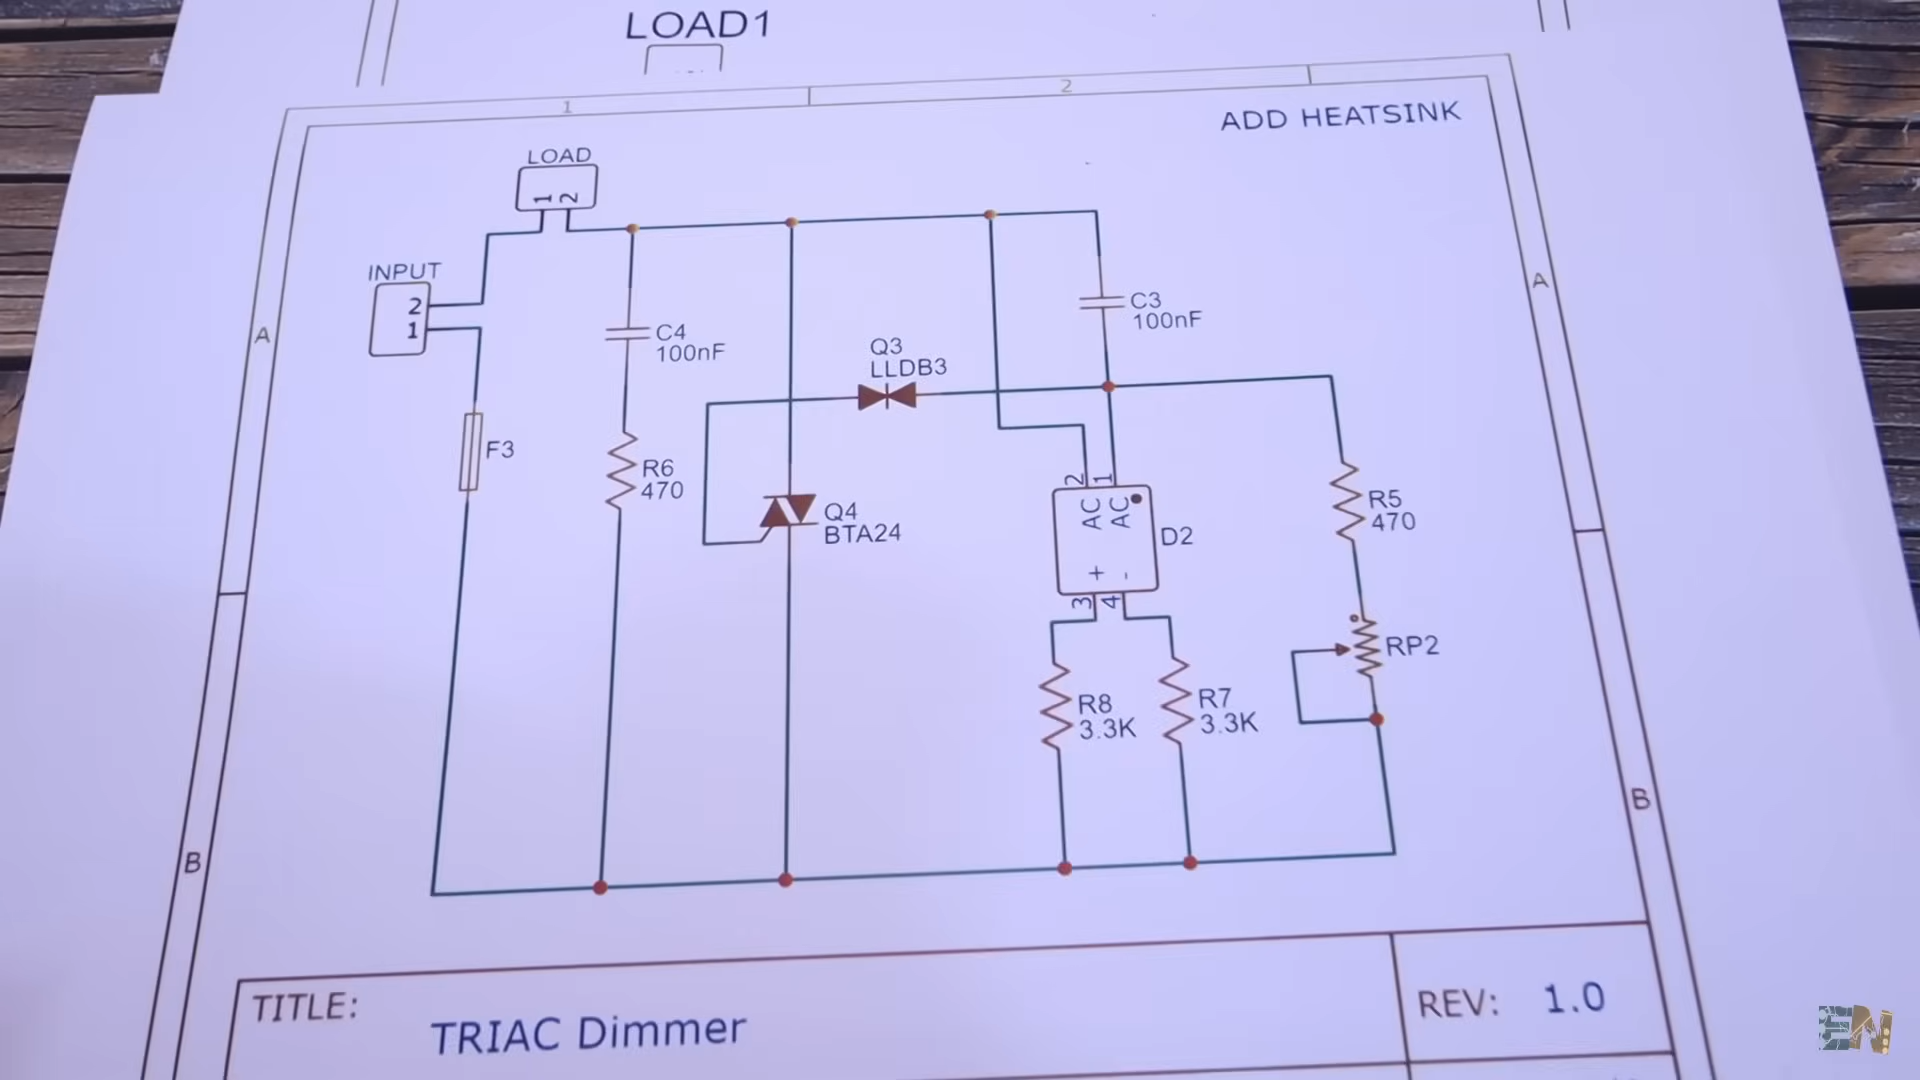 LOAD1
1
2
ADD HEATSINK
LOAD
1
2
INPUT
2
1
A
A
C3
100nF
C4
100nF
Q3
LLDB3
F3
R6
470
Q4
BTA24
2
1
AC
AC
D2
+
-
3
4
R5
470
RP2
R8
3.3K
R7
3.3K
B
B
TITLE:
TRIAC Dimmer
REV: 1.0
EN